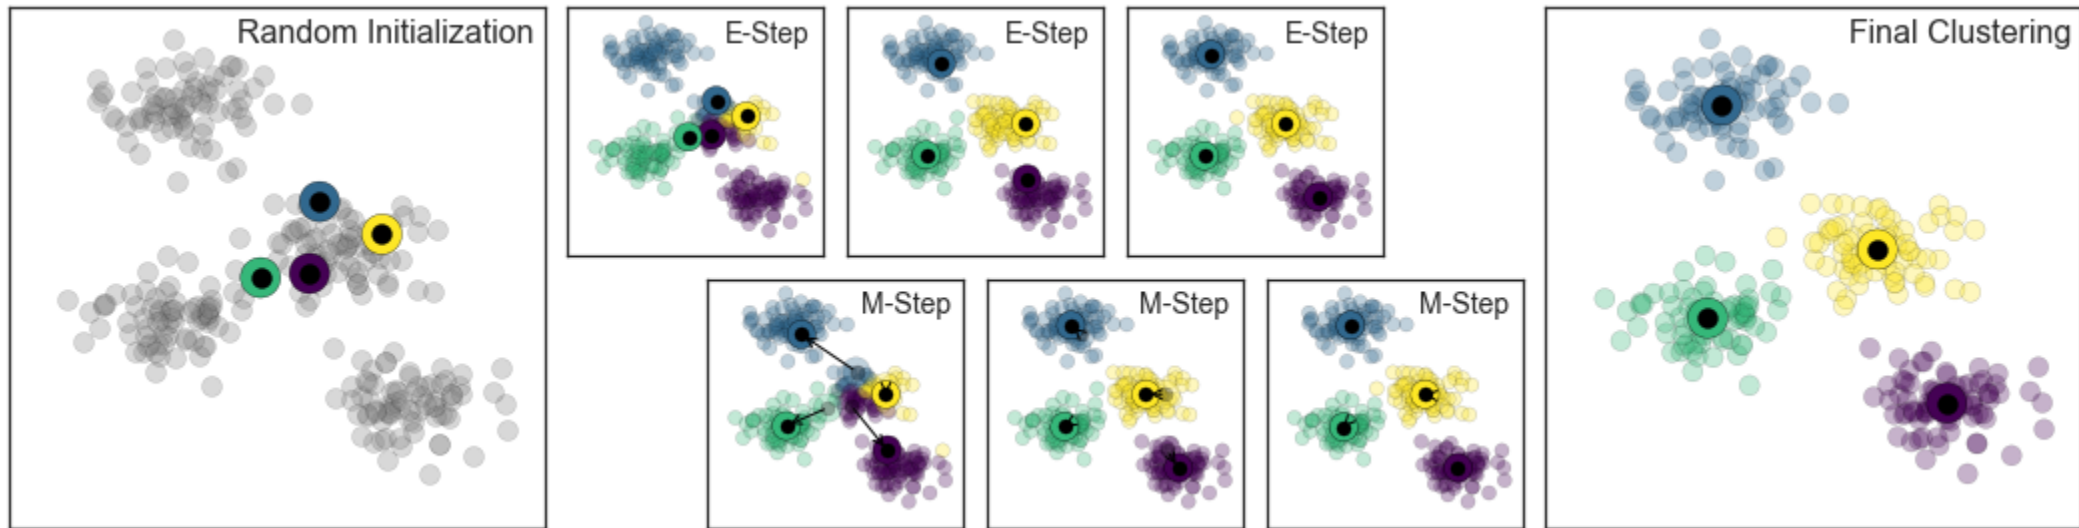 Random Initialization
E-Step
E-Step
E-Step
Final Clustering
M-Step
M-Step
M-Step